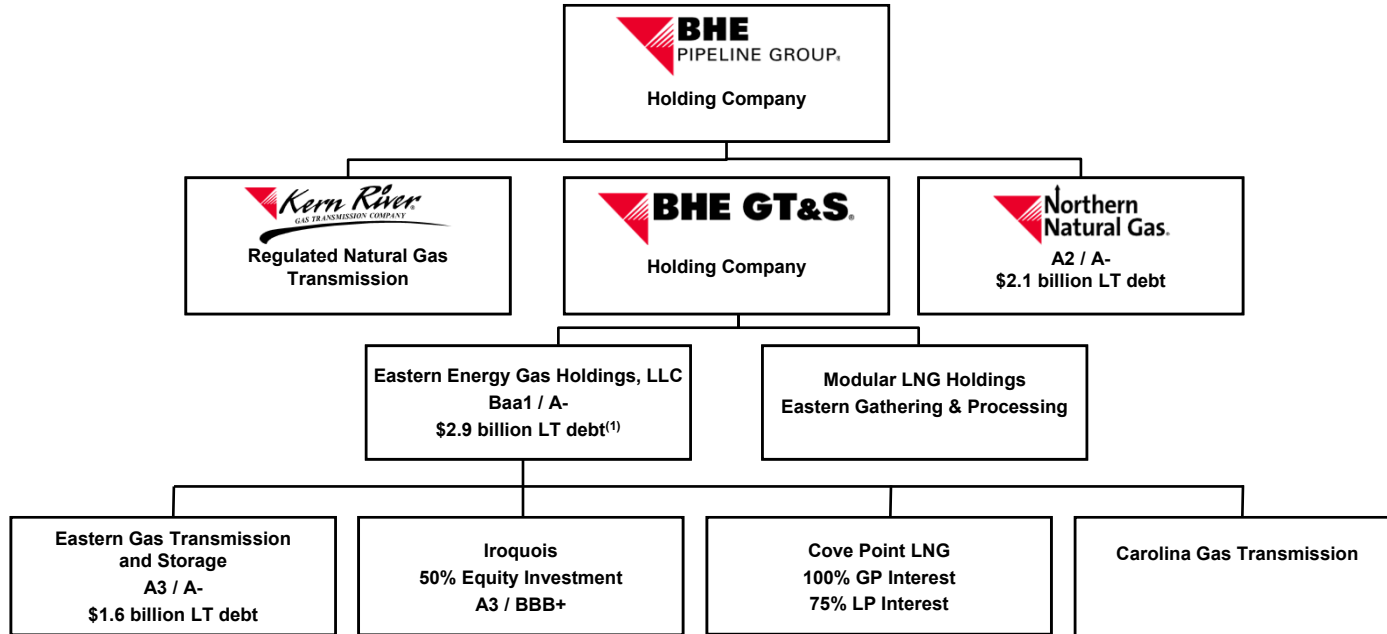 BHE
PIPELINE GROUP®
Holding Company
Kern River®
GAS TRANSMISSION COMPANY
Regulated Natural Gas
Transmission
BHE GT&S®
Holding Company
Northern
Natural Gas®
A2 / A-
$2.1 billion LT debt
Eastern Energy Gas Holdings, LLC
Baa1 / A-
$2.9 billion LT debt(1)
Modular LNG Holdings
Eastern Gathering & Processing
Eastern Gas Transmission
and Storage
A3 / A-
$1.6 billion LT debt
Iroquois
50% Equity Investment
A3 / BBB+
Cove Point LNG
100% GP Interest
75% LP Interest
Carolina Gas Transmission